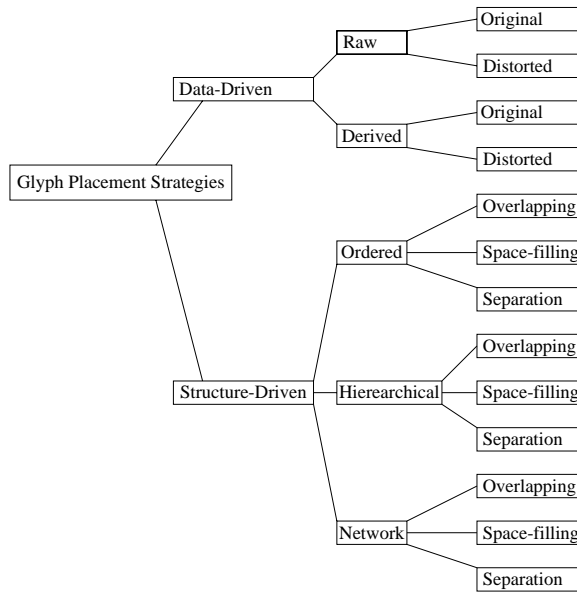 Original
Raw
Distorted
Data-Driven
Original
Derived
Distorted
Glyph Placement Strategies
Overlapping
Ordered
Space-filling
Separation
Overlapping
Structure-Driven
Hierearchical
Space-filling
Separation
Overlapping
Network
Space-filling
Separation